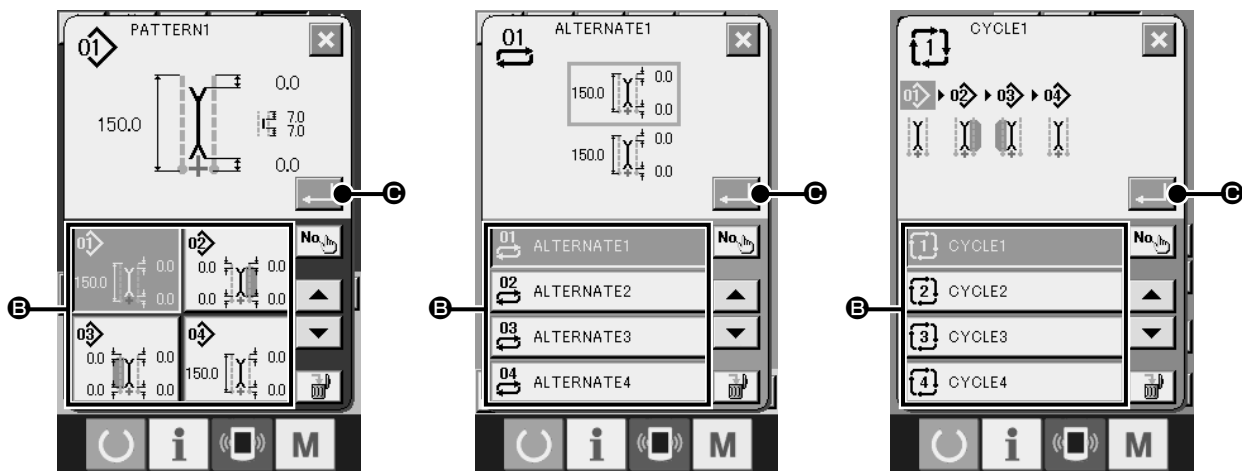 PATTERN1
01
0.0
150.0
7.0
7.0
0.0
C
B
01
150.0 0.0
0.0
02
0.0 0.0
0.0 0.0
No.
03
0.0 0.0
0.0 0.0
04
150.0 0.0
0.0
i
M
ALTERNATE1
01
150.0 0.0
0.0
150.0 0.0
0.0
C
B
01 ALTERNATE1
No.
02 ALTERNATE2
03 ALTERNATE3
04 ALTERNATE4
i
M
CYCLE1
1
01 02 03 04
C
B
1 CYCLE1
No.
2 CYCLE2
3 CYCLE3
4 CYCLE4
i
M